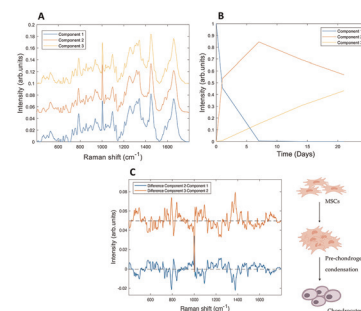 A
Component 1
Component 2
Component 3
Intensity (arb.units)
0.2
0.18
0.16
0.14
0.12
0.1
0.08
0.06
0.04
0.02
0
600
800
1000
1200
1400
1600
Raman shift (cm-1)
B
Component
Component
Component
Intensity (arb.units)
1
0.9
0.8
0.7
0.6
0.5
0.4
0.3
0.2
0.1
0
0
5
10
15
20
Time (Days)
C
Difference Component 2-Component 1
Difference Component 3-Component 2
Intensity (arb.units)
0.08
0.06
0.04
0.02
0
-0.02
400
600
800
1000
1200
1400
1600
Raman shift (cm-1)
MSCs
Pre-chondroge
condensation